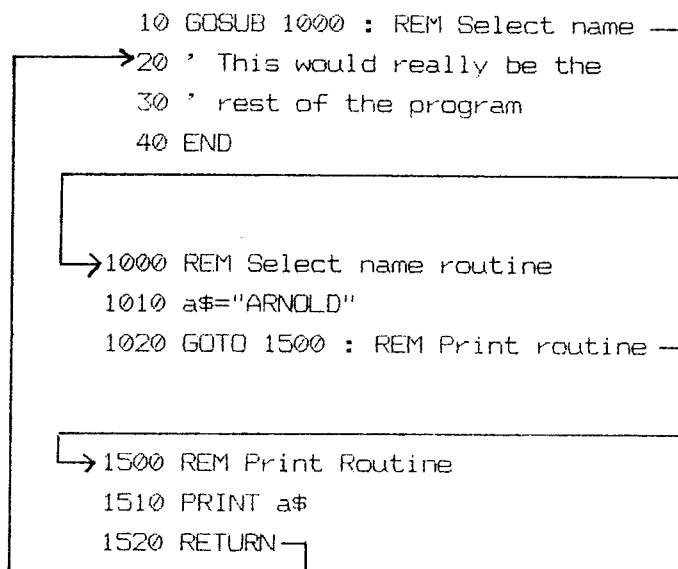 10 GOSUB 1000 : REM Select name
20 ' This would really be the
30 ' rest of the program
40 END
1000 REM Select name routine
1010 a$="ARNOLD"
1020 GOTO 1500 : REM Print routine
1500 REM Print Routine
1510 PRINT a$
1520 RETURN